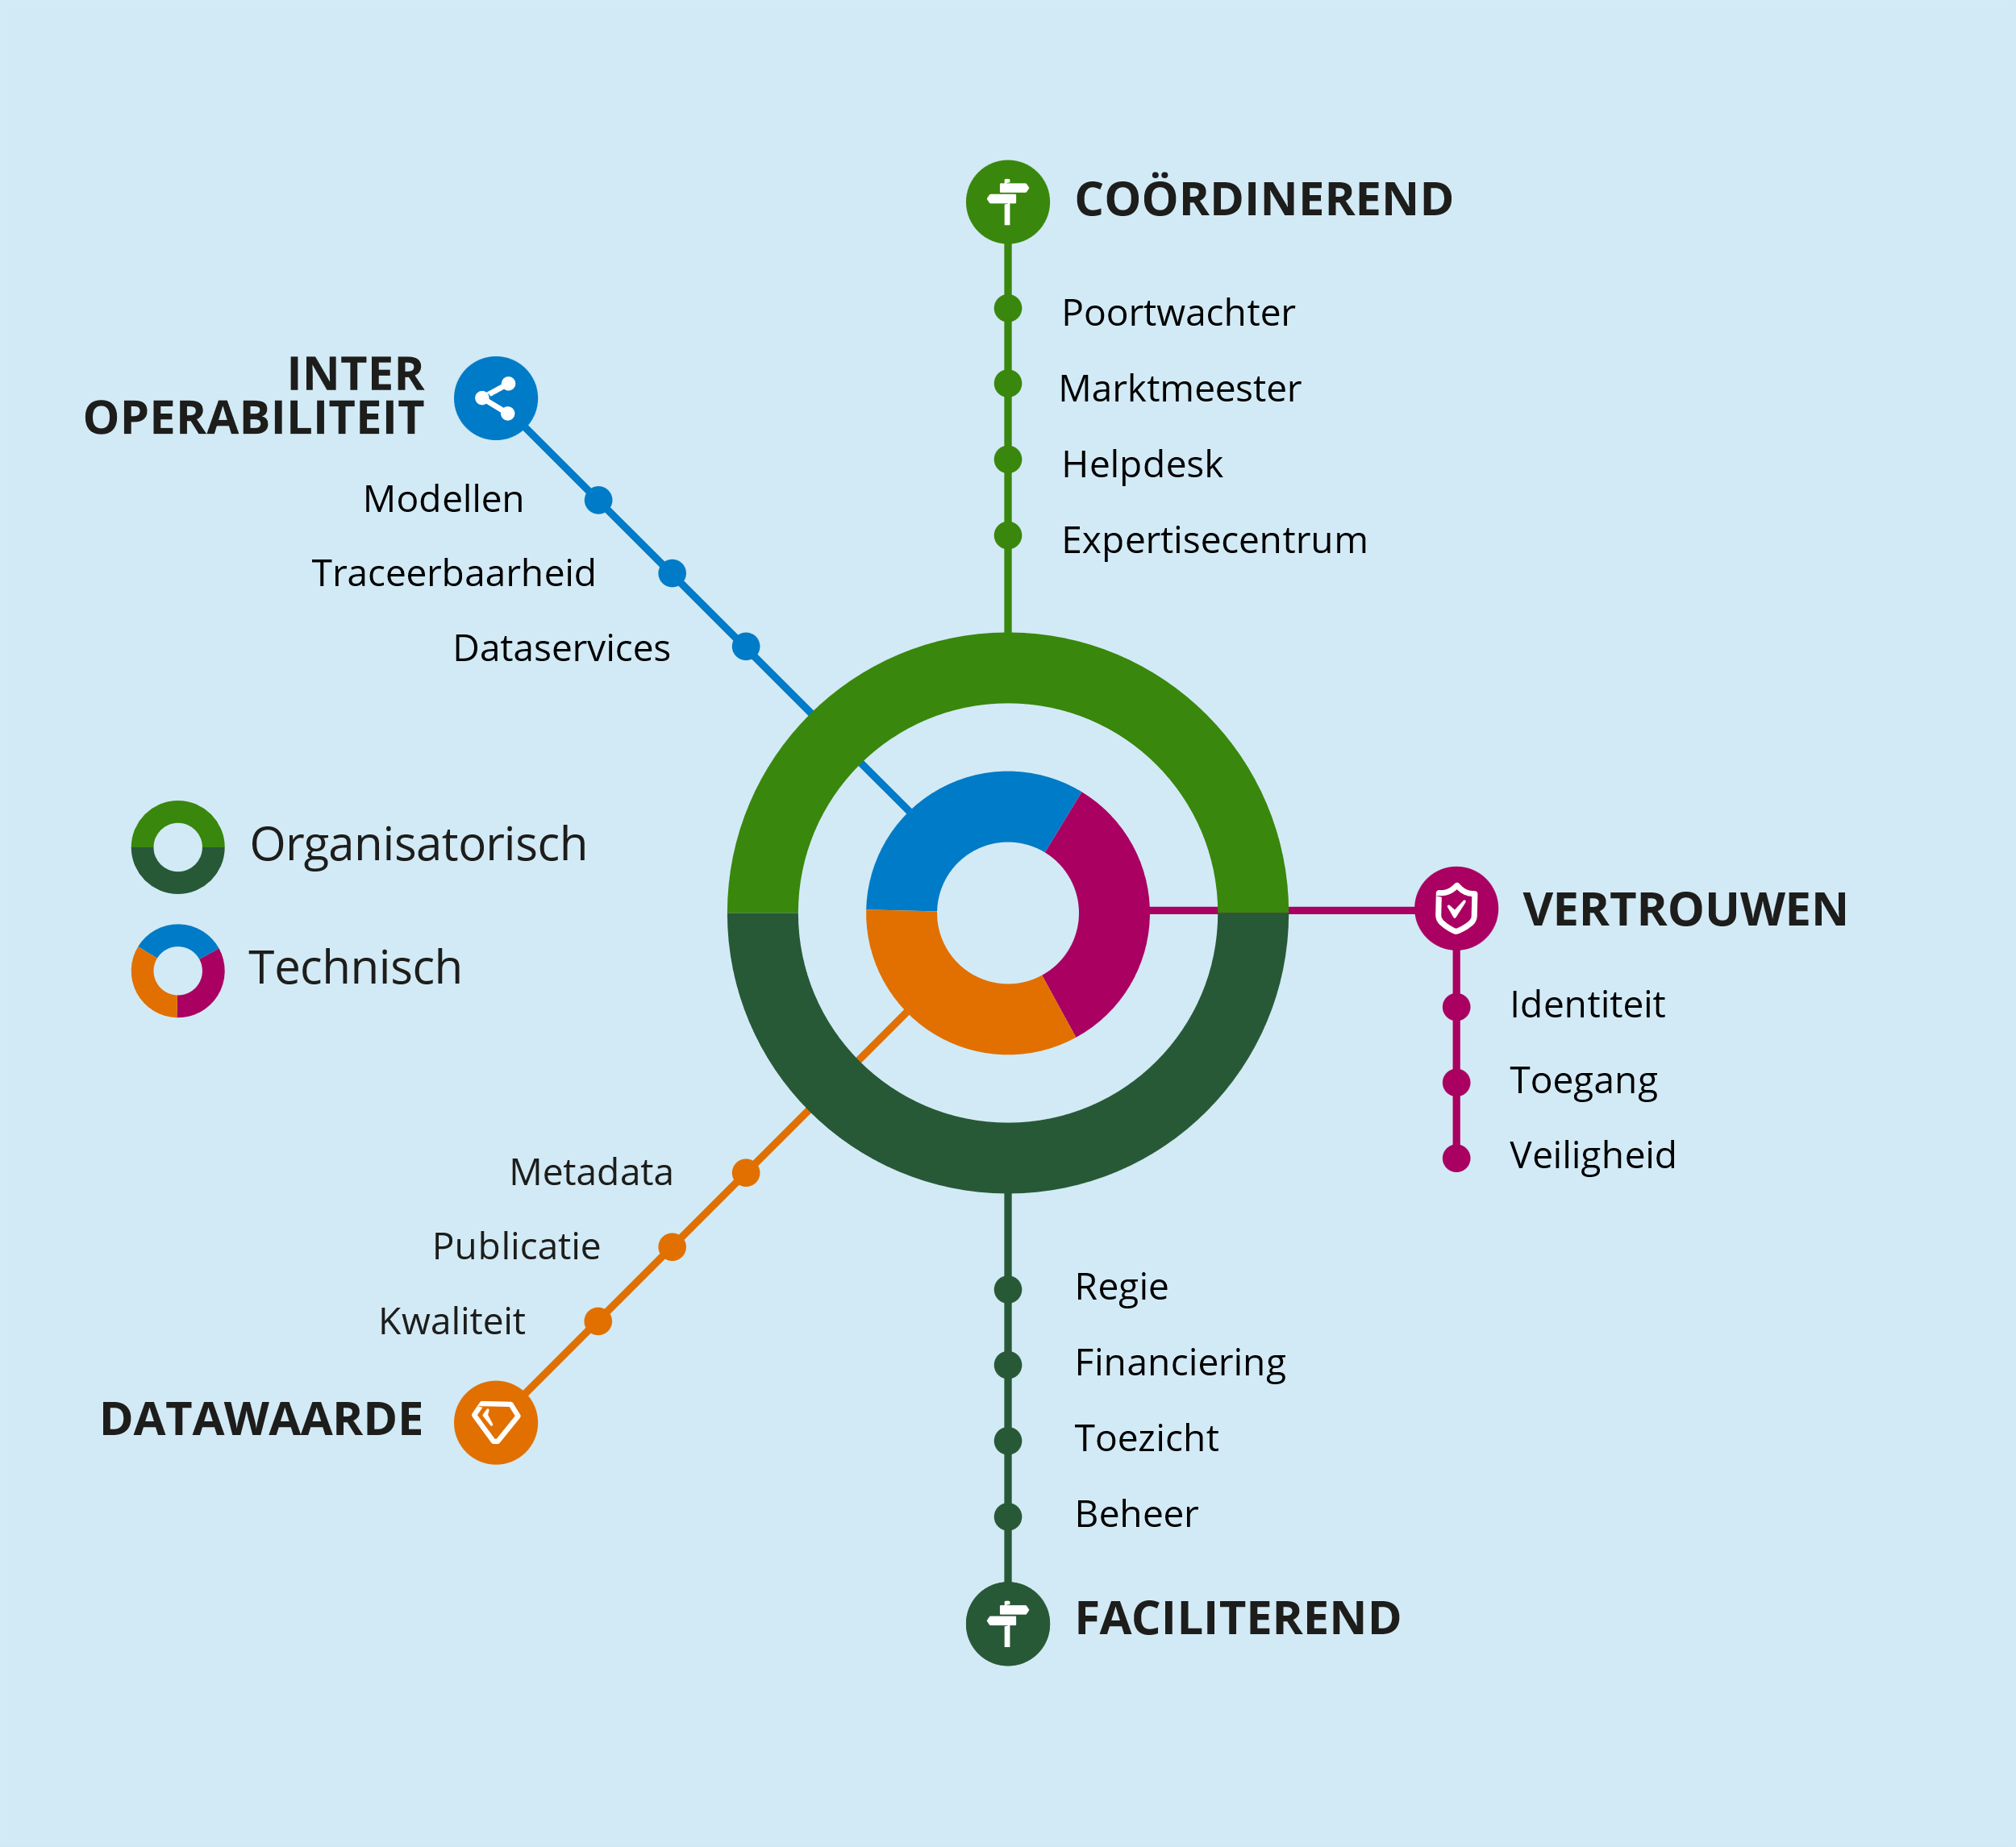 COÖRDINEREND
Poortwachter
Marktmeester
Helpdesk
Expertisecentrum
INTER
OPERABILITEIT
Modellen
Traceerbaarheid
Dataservices
Organisatorisch
Technisch
VERTROUWEN
Identiteit
Toegang
Veiligheid
Metadata
Publicatie
Kwaliteit
DATAWAARDE
Regie
Financiering
Toezicht
Beheer
FACILITEREND